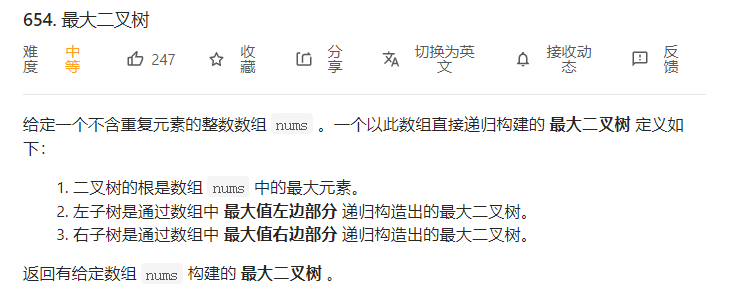 654. 最大二叉树
难度 中等 247 收藏 分享 切换为英文 接收动态 反馈
给定一个不含重复元素的整数数组 nums 。一个以此数组直接递归构建的 最大二叉树 定义如
下：
1. 二叉树的根是数组 nums 中的最大元素。
2. 左子树是通过数组中 最大值左边部分 递归构造出的最大二叉树。
3. 右子树是通过数组中 最大值右边部分 递归构造出的最大二叉树。
返回有给定数组 nums 构建的 最大二叉树 。